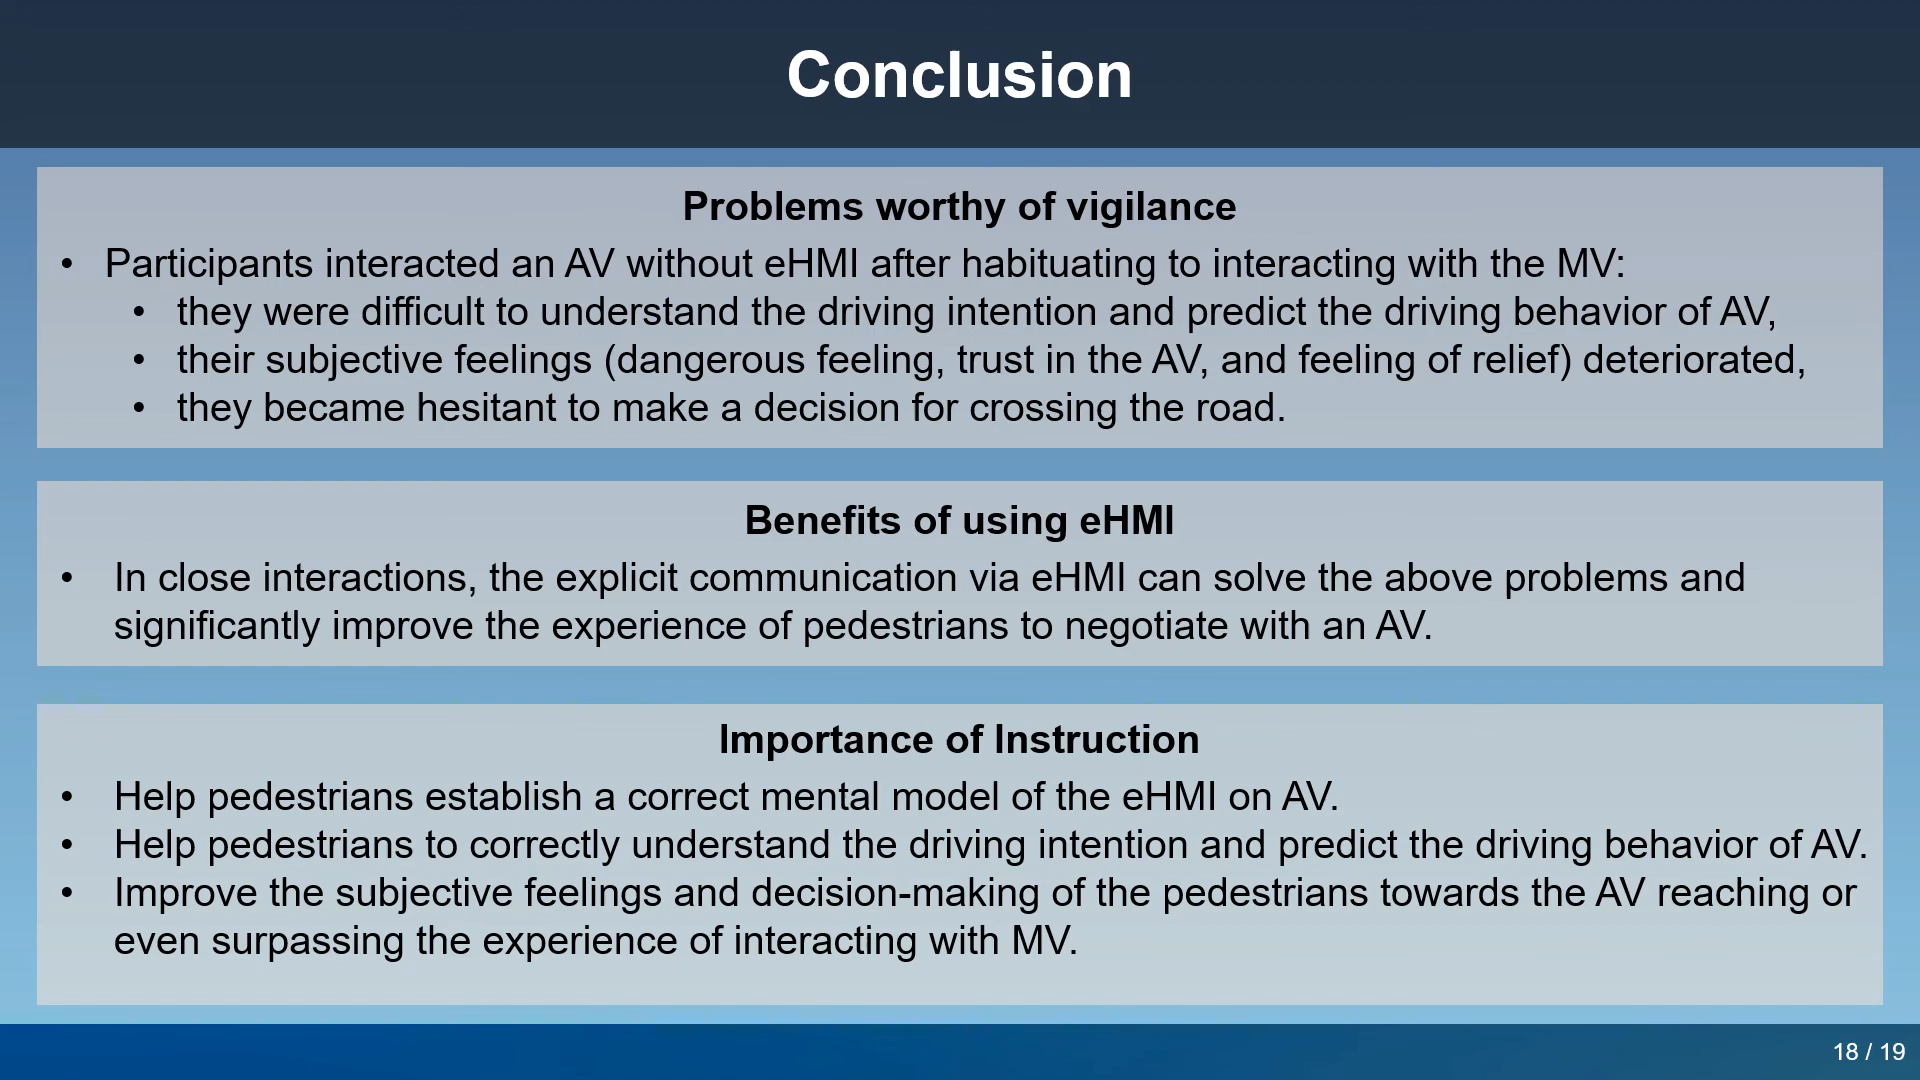 Conclusion
Problems worthy of vigilance
• Participants interacted an AV without eHMI after habituating to interacting with the MV:
• they were difficult to understand the driving intention and predict the driving behavior of AV,
• their subjective feelings (dangerous feeling, trust in the AV, and feeling of relief) deteriorated,
• they became hesitant to make a decision for crossing the road.
Benefits of using eHMI
• In close interactions, the explicit communication via eHMI can solve the above problems and
significantly improve the experience of pedestrians to negotiate with an AV.
Importance of Instruction
• Help pedestrians establish a correct mental model of the eHMI on AV.
• Help pedestrians to correctly understand the driving intention and predict the driving behavior of AV.
• Improve the subjective feelings and decision-making of the pedestrians towards the AV reaching or
even surpassing the experience of interacting with MV.
18 / 19